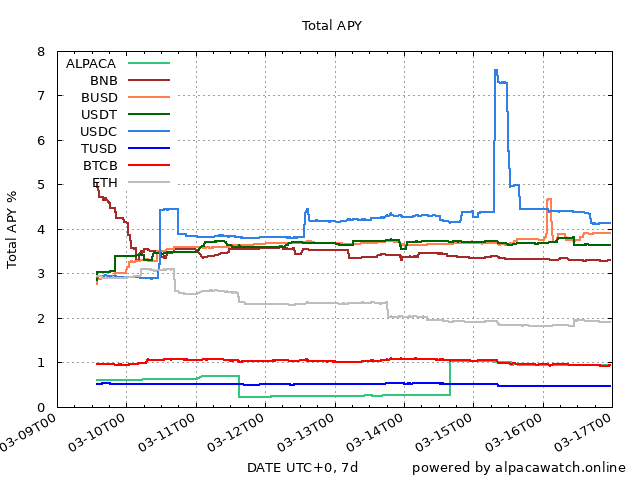 Total APY
Total APY %
8
7
6
5
4
3
2
1
0
ALPACA
BNB
BUSD
USDT
USDC
TUSD
BTCB
ETH
03-09T00
03-10T00
03-11T00
03-12T00
03-13T00
03-14T00
03-15T00
03-16T00
03-17T00
DATE UTC+0, 7d
powered by alpacawatch.online